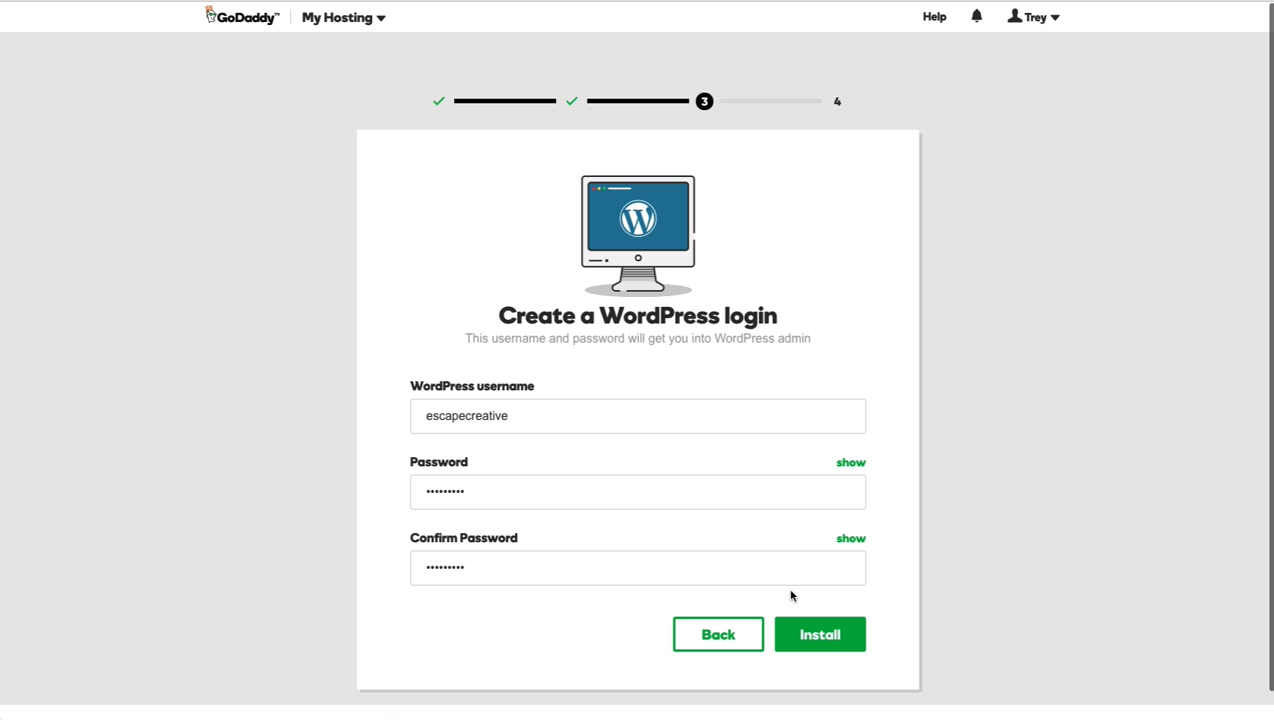 GoDaddy™ My Hosting Help Trey
3 4
W
Create a WordPress login
This username and password will get you into WordPress admin
WordPress username
escapecreative
Password show
•••••••••
Confirm Password show
•••••••••
Back Install